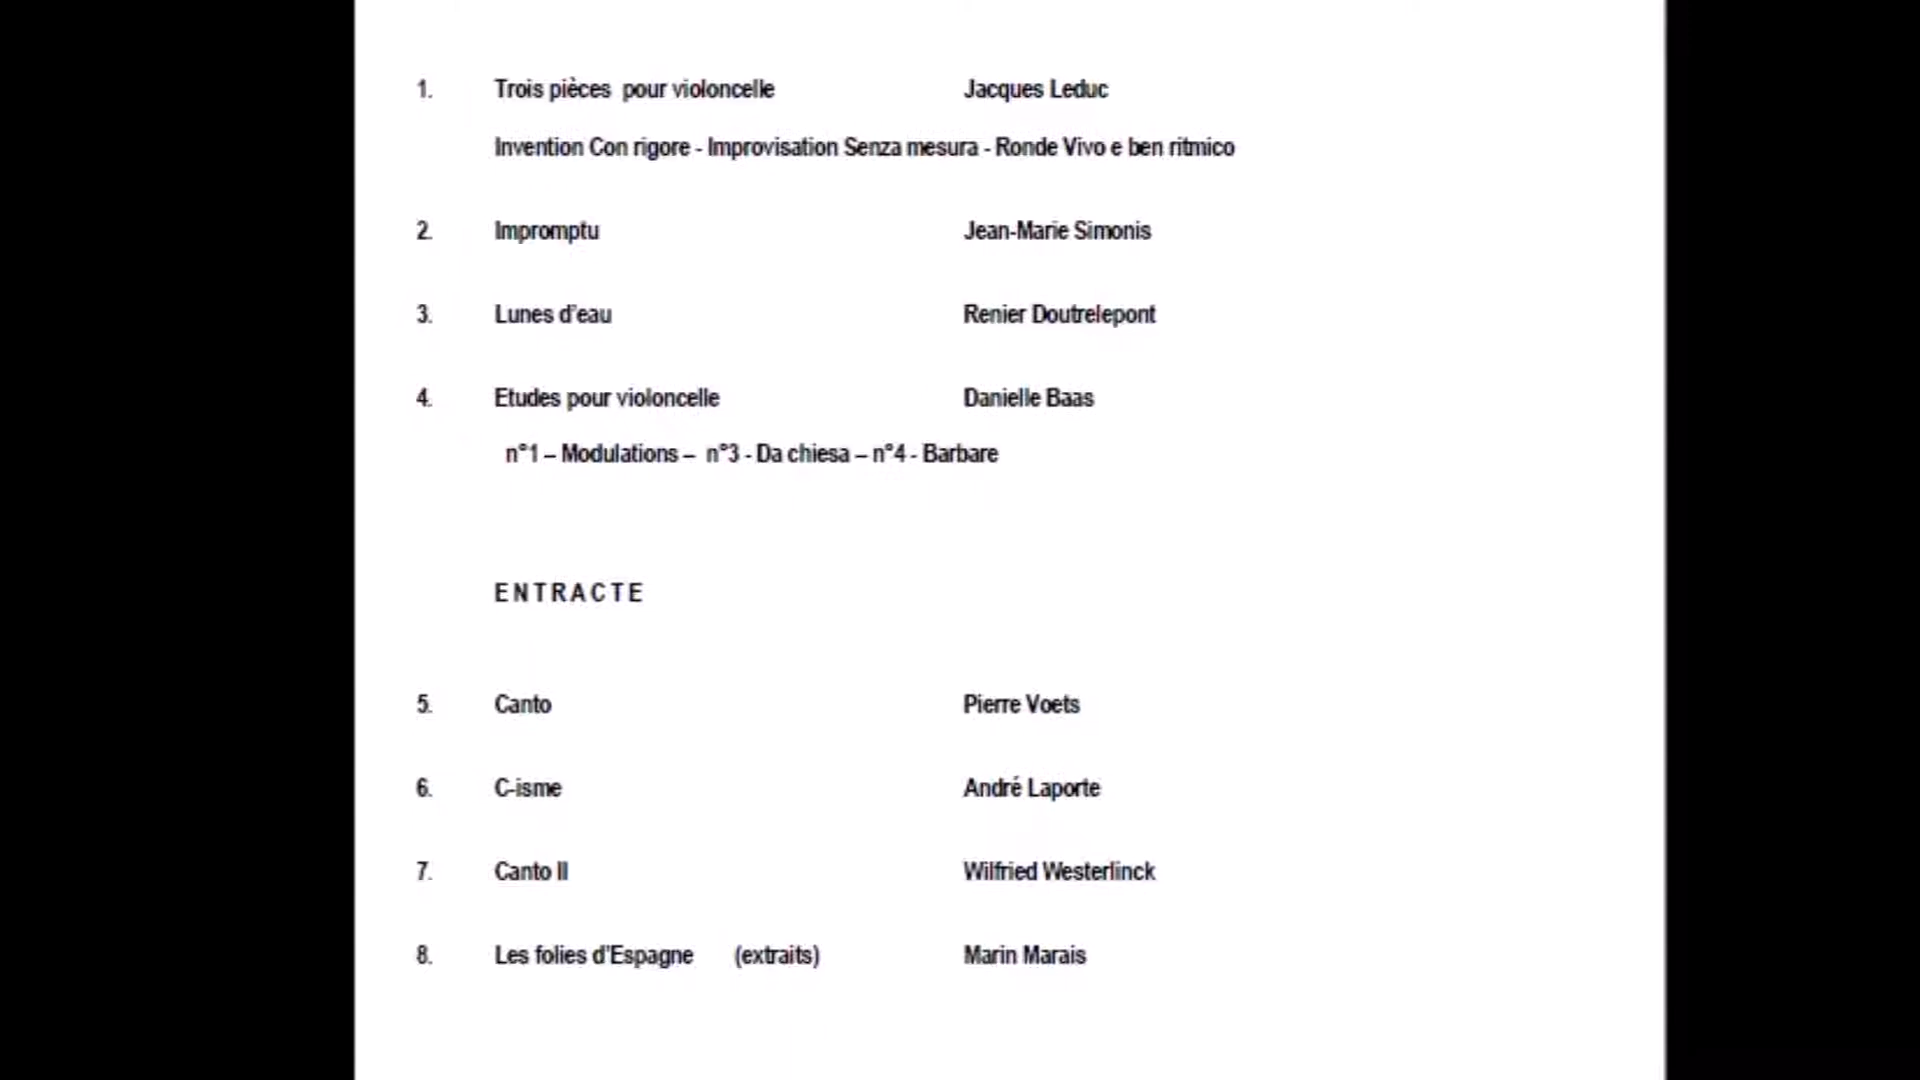 1. Trois pièces pour violoncelle Jacques Leduc
Invention Con rigore - Improvisation Senza mesura - Ronde Vivo e ben ritmico
2. Impromptu Jean-Marie Simonis
3. Lunes d'eau Renier Doutrelepont
4. Etudes pour violoncelle Danielle Baas
n°1 – Modulations – n°3 - Da chiesa – n°4 - Barbare
ENTRACTE
5. Canto Pierre Voets
6. C-isme André Laporte
7. Canto II Wilfried Westerlinck
8. Les folies d'Espagne (extraits) Marin Marais